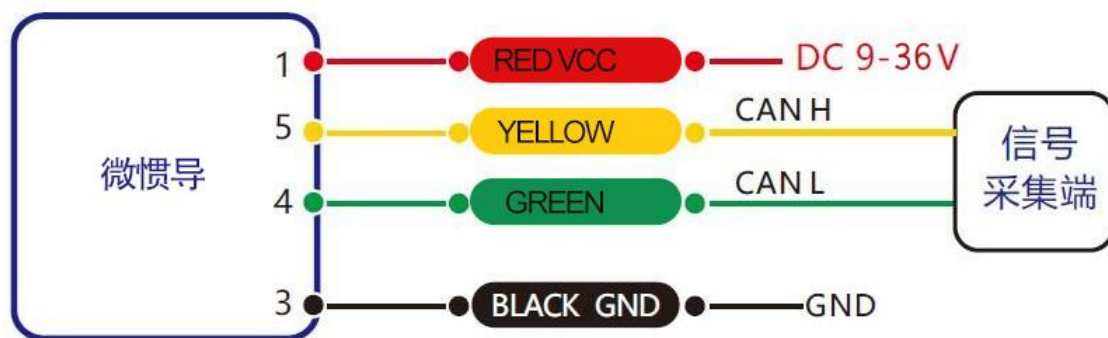 1
RED VCC
DC 9-36V
5
YELLOW
CAN H
微惯导
信号
采集端
4
GREEN
CAN L
3
BLACK GND
GND